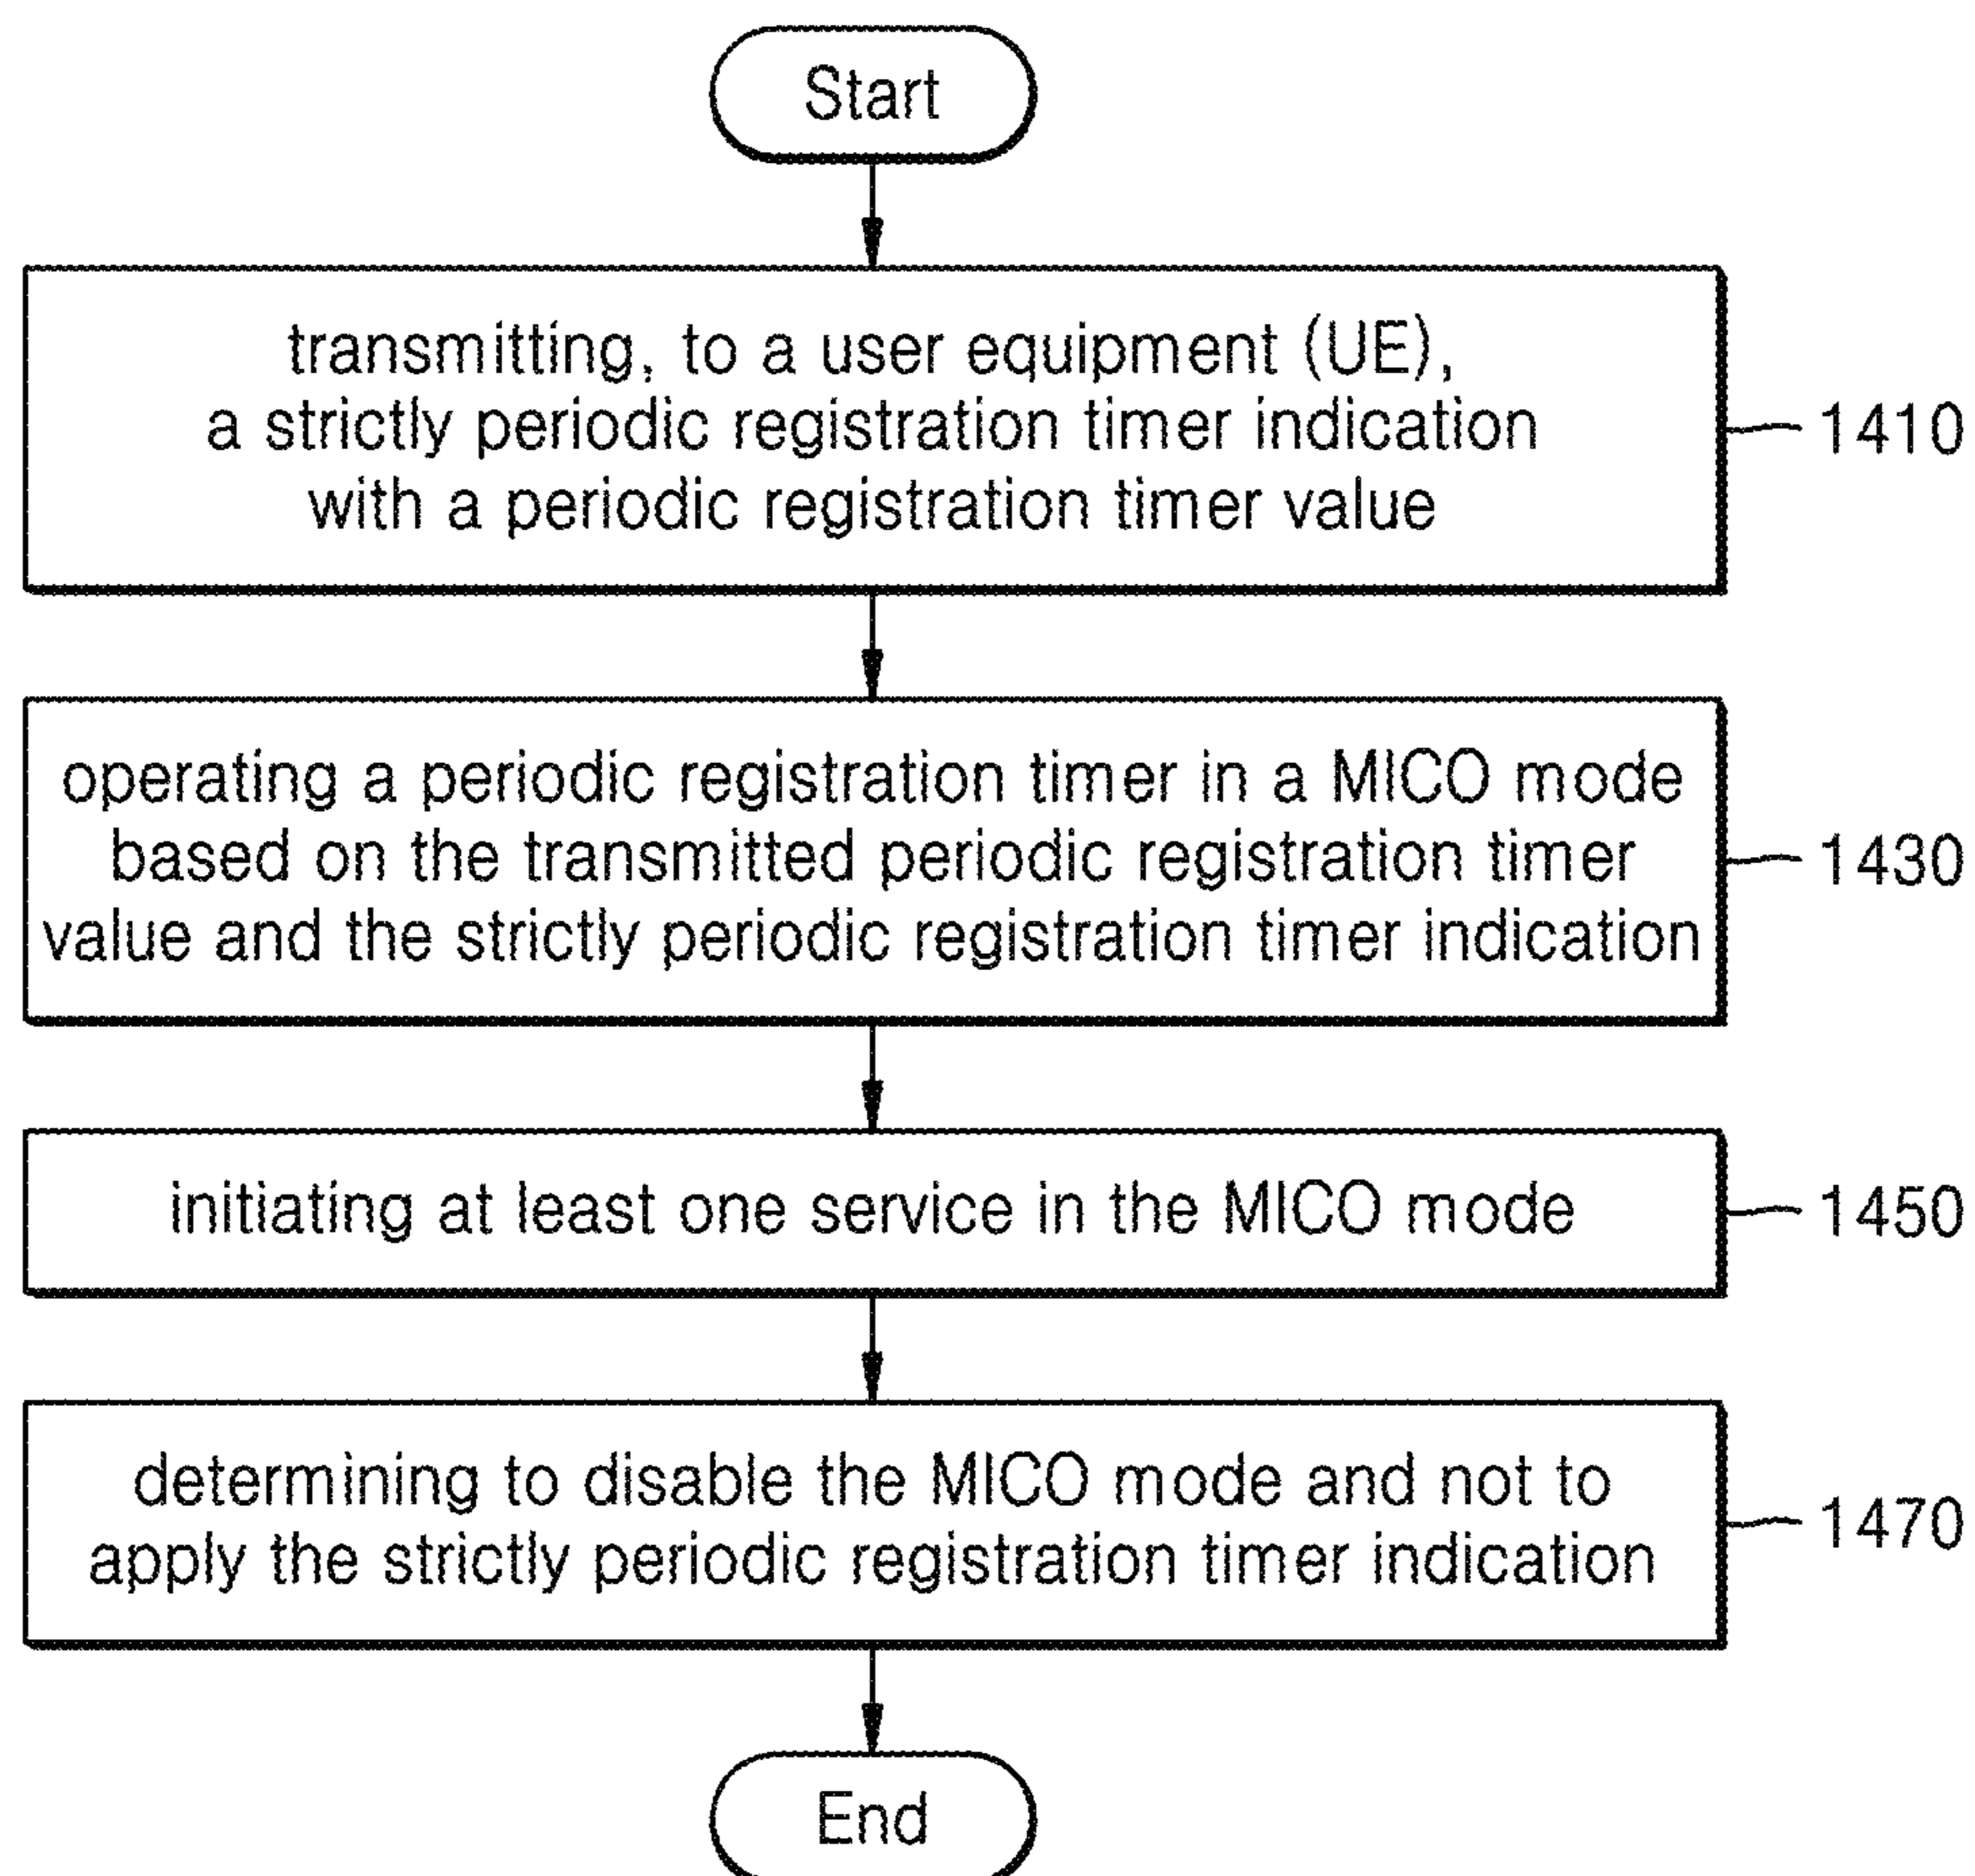 Start
transmitting, to a user equipment (UE),
a strictly periodic registration timer indication
with a periodic registration timer value
1410
operating a periodic registration timer in a MICO mode
based on the transmitted periodic registration timer
value and the strictly periodic registration timer indication
1430
initiating at least one service in the MICO mode
1450
determining to disable the MICO mode and not to
apply the strictly periodic registration timer indication
1470
End